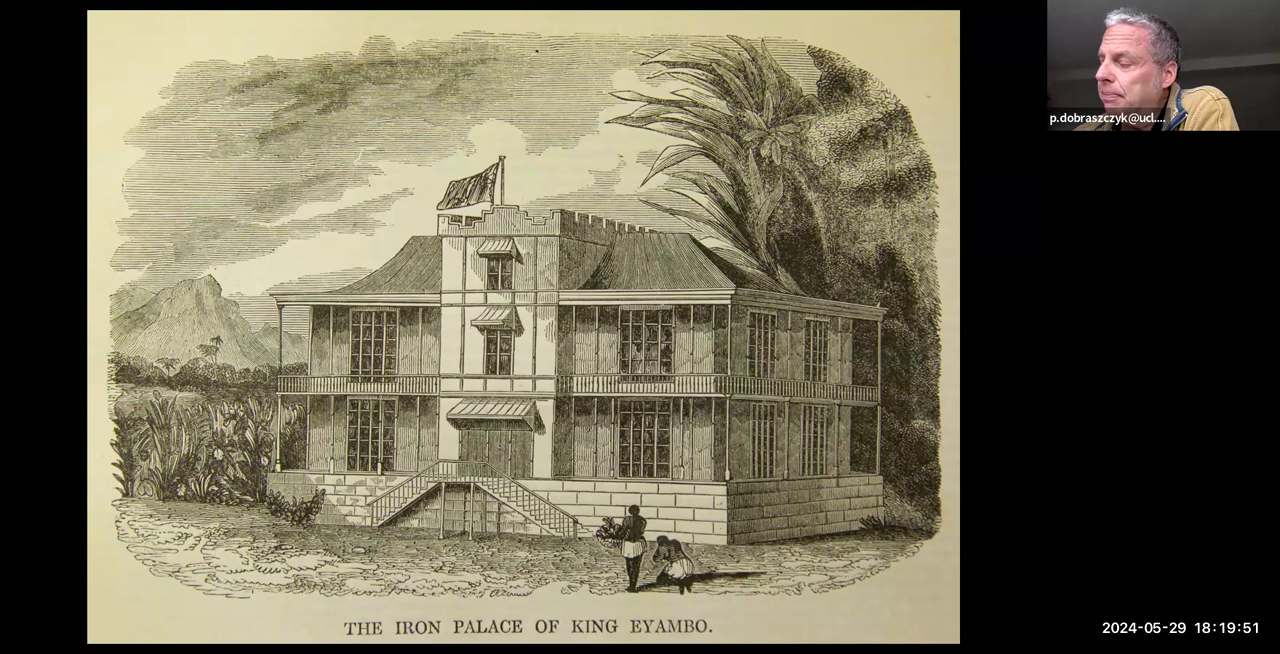 p.dobraszczyk@ucl....
THE IRON PALACE OF KING EYAMBO.
2024-05-29 18:19:51